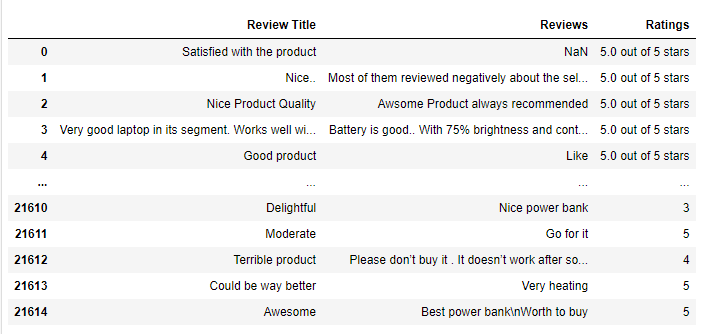 Review Title Reviews Ratings
0 Satisfied with the product NaN 5.0 out of 5 stars
1 Nice.. Most of them reviewed negatively about the sel... 5.0 out of 5 stars
2 Nice Product Quality Awsome Product always recommended 5.0 out of 5 stars
3 Very good laptop in its segment. Works well wi... Battery is good.. With 75% brightness and cont... 5.0 out of 5 stars
4 Good product Like 5.0 out of 5 stars
... ... ... ...
21610 Delightful Nice power bank 3
21611 Moderate Go for it 5
21612 Terrible product Please don’t buy it . It doesn’t work after so... 4
21613 Could be way better Very heating 5
21614 Awesome Best power bank\nWorth to buy 5